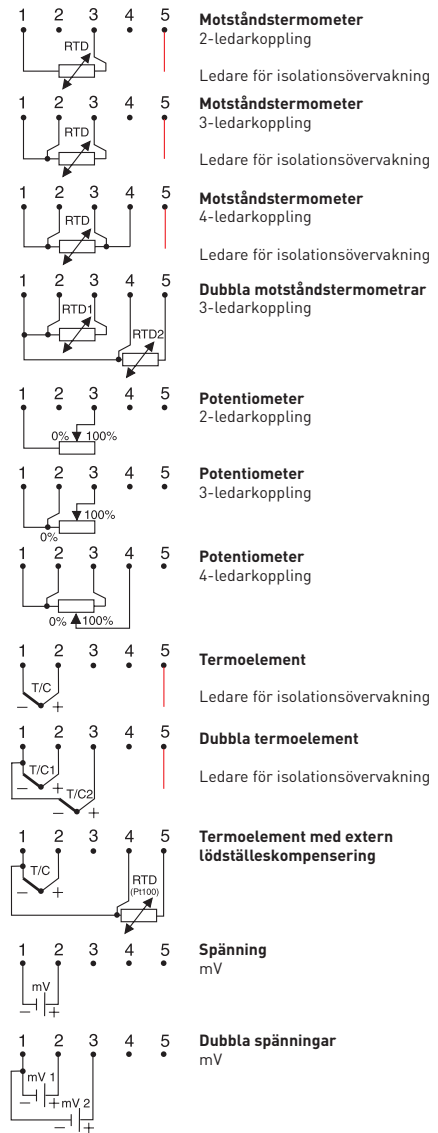 1 2 3 4 5
RTD
Motståndstermometer
2-ledarkoppling
Ledare för isolationsövervakning
1 2 3 4 5
RTD
Motståndstermometer
3-ledarkoppling
Ledare för isolationsövervakning
1 2 3 4 5
RTD
Motståndstermometer
4-ledarkoppling
Ledare för isolationsövervakning
1 2 3 4 5
RTD1
RTD2
Dubbla motståndstermometrar
3-ledarkoppling
1 2 3 4 5
0% 100%
Potentiometer
2-ledarkoppling
1 2 3 4 5
100%
0%
Potentiometer
3-ledarkoppling
1 2 3 4 5
0% 100%
Potentiometer
4-ledarkoppling
1 2 3 4 5
T/C
– +
Termoelement
Ledare för isolationsövervakning
1 2 3 4 5
T/C1
– +
T/C2
– +
Dubbla termoelement
Ledare för isolationsövervakning
1 2 3 4 5
T/C
– +
RTD
(Pt100)
Termoelement med extern
lödställeskompensering
1 2 3 4 5
mV
– +
Spänning
mV
1 2 3 4 5
mV 1
– +
mV 2
– +
Dubbla spänningar
mV